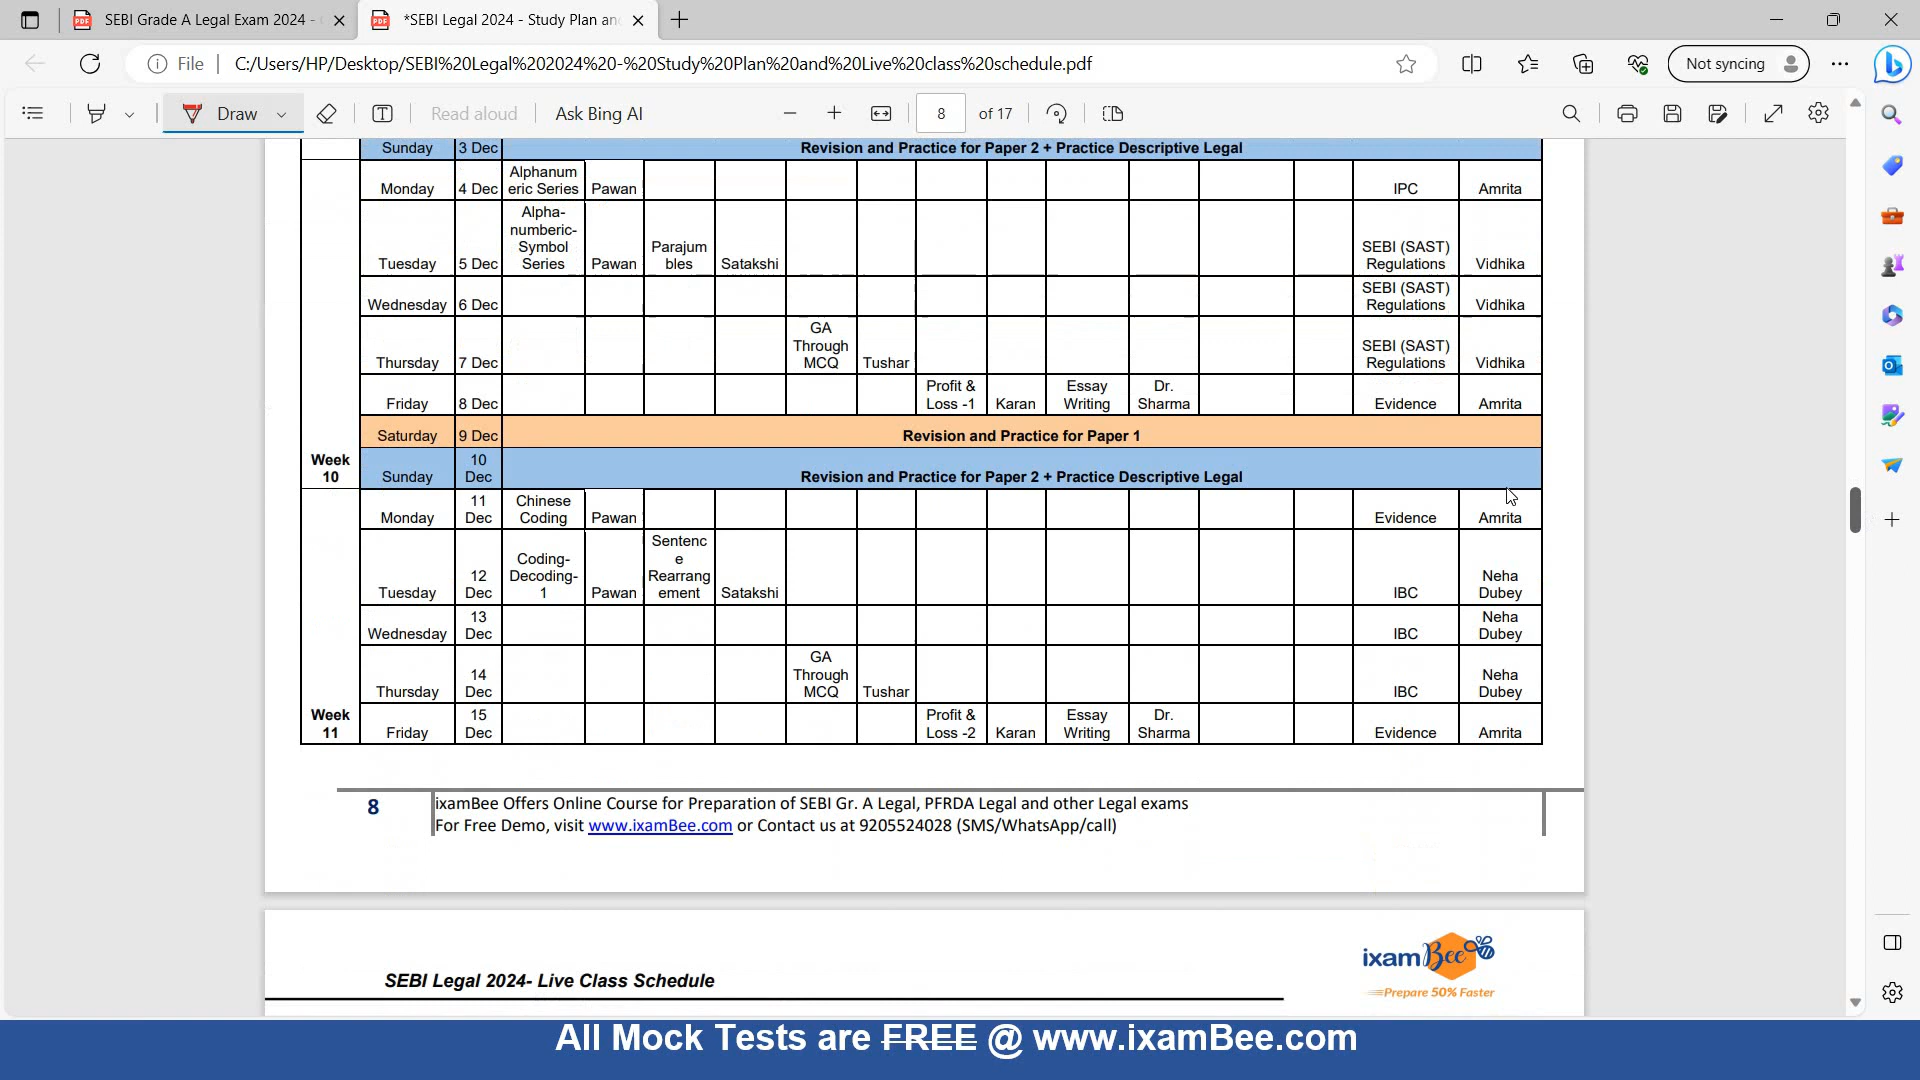 SEBI Grade A Legal Exam 2024 -
*SEBI Legal 2024 - Study Plan an
File
C:/Users/HP/Desktop/SEBI%20Legal%202024%20-%20Study%20Plan%20and%20Live%20class%20schedule.pdf
Not syncing
Draw
Read aloud
Ask Bing AI
8
of 17
Sunday 3 Dec Revision and Practice for Paper 2 + Practice Descriptive Legal
Alphanum
Monday 4 Dec eric Series Pawan IPC Amrita
Alpha-
numberic-
Symbol Parajum SEBI (SAST)
Tuesday 5 Dec Series Pawan bles Satakshi Regulations Vidhika
SEBI (SAST)
Wednesday 6 Dec Regulations Vidhika
GA
Through SEBI (SAST)
Thursday 7 Dec MCQ Tushar Regulations Vidhika
Profit & Essay Dr.
Friday 8 Dec Loss -1 Karan Writing Sharma Evidence Amrita
Saturday 9 Dec Revision and Practice for Paper 1
Week 10
10 Sunday Dec Revision and Practice for Paper 2 + Practice Descriptive Legal
11 Chinese
Monday Dec Coding Pawan Evidence Amrita
Sentenc
Coding- e
12 Decoding- Rearrang Neha
Tuesday Dec 1 Pawan ement Satakshi IBC Dubey
13 Neha
Wednesday Dec IBC Dubey
GA
14 Through Neha
Thursday Dec MCQ Tushar IBC Dubey
Week 15 Profit & Essay Dr.
11 Friday Dec Loss -2 Karan Writing Sharma Evidence Amrita
8
ixamBee Offers Online Course for Preparation of SEBI Gr. A Legal, PFRDA Legal and other Legal exams
For Free Demo, visit www.ixamBee.com or Contact us at 9205524028 (SMS/WhatsApp/call)
ixamBee
Prepare 50% Faster
SEBI Legal 2024- Live Class Schedule
All Mock Tests are FREE @ www.ixamBee.com